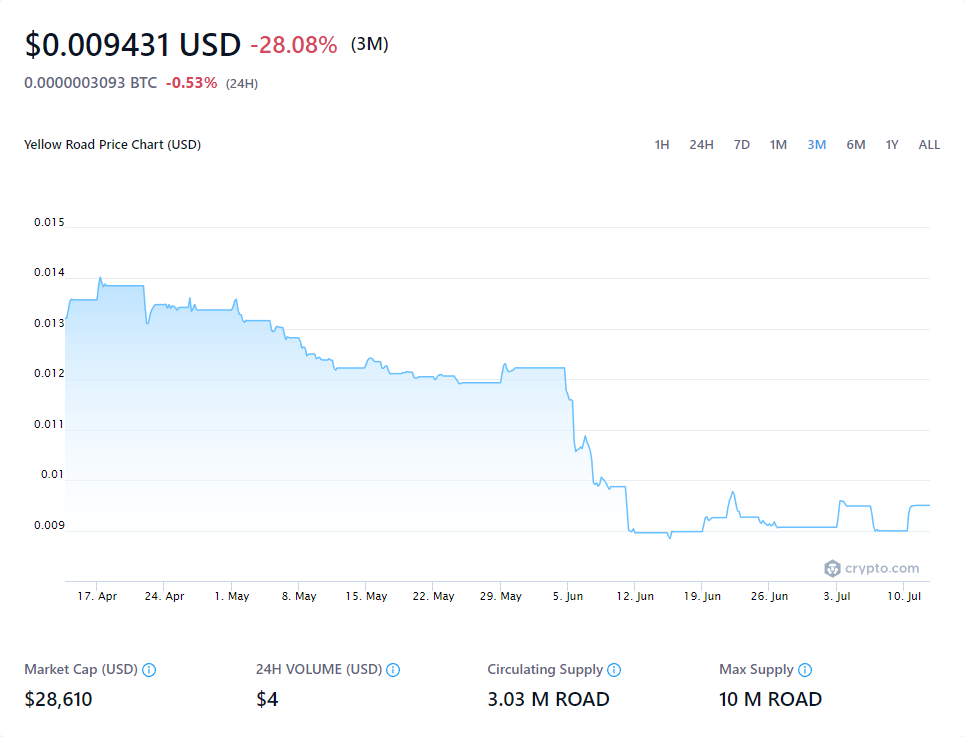 $0.009431 USD -28.08% (3M)
0.0000003093 BTC -0.53% (24H)
Yellow Road Price Chart (USD) 1H 24H 7D 1M 3M 6M 1Y ALL
0.015
0.014
0.013
0.012
0.011
0.01
0.009
crypto.com
17. Apr 24. Apr 1. May 8. May 15. May 22. May 29. May 5. Jun 12. Jun 19. Jun 26. Jun 3. Jul 10. Jul
Market Cap (USD) 24H VOLUME (USD) Circulating Supply Max Supply
$28,610 $4 3.03 M ROAD 10 M ROAD